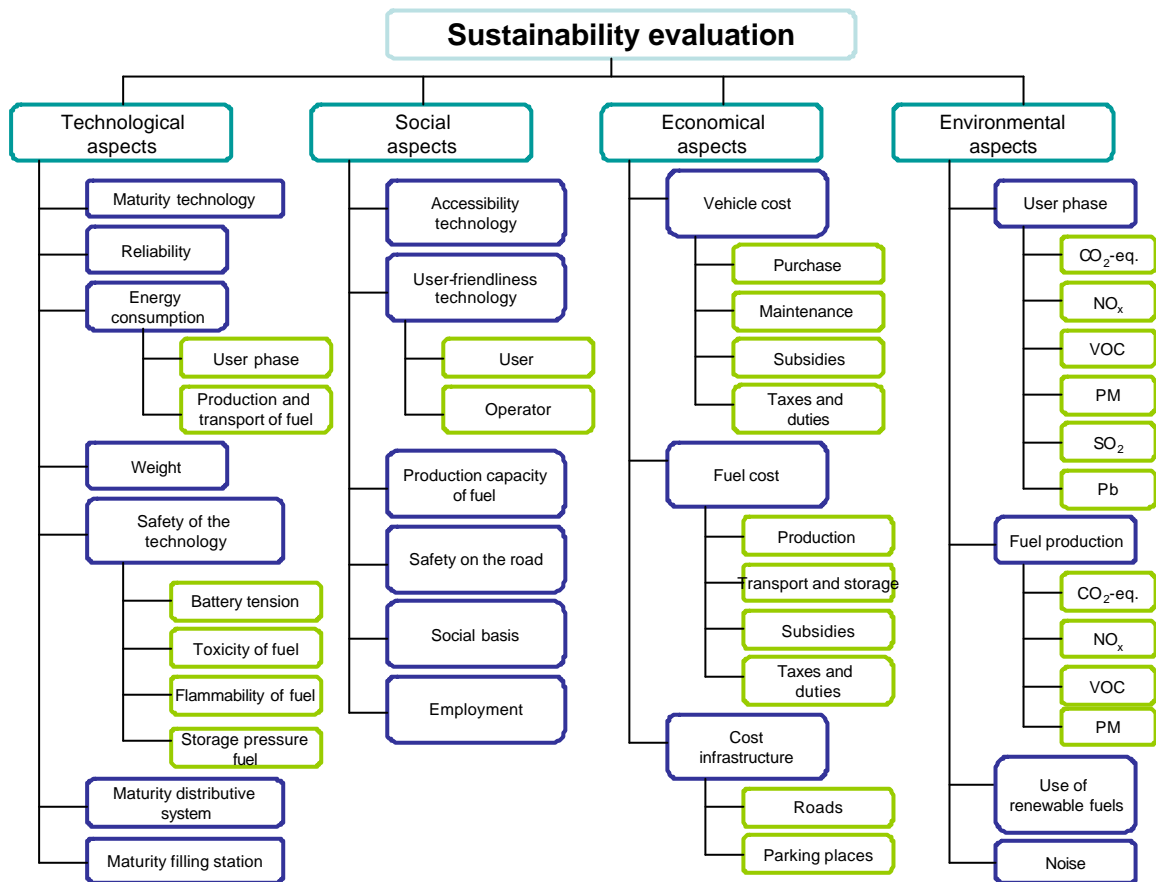 Sustainability evaluation
Technological
aspects
Maturity technology
Reliability
Energy
consumption
User phase
Production and
transport of fuel
Weight
Safety of the
technology
Battery tension
Toxicity of fuel
Flammability of fuel
Storage pressure
fuel
Maturity distributive
system
Maturity filling station
Social
aspects
Accessibility
technology
User-friendliness
technology
User
Operator
Production capacity
of fuel
Safety on the road
Social basis
Employment
Economical
aspects
Vehicle cost
Purchase
Maintenance
Subsidies
Taxes and
duties
Fuel cost
Production
Transport and storage
Subsidies
Taxes and
duties
Cost
infrastructure
Roads
Parking places
Environmental
aspects
User phase
CO₂-eq.
NOₓ
VOC
PM
SO₂
Pb
Fuel production
CO₂-eq.
NOₓ
VOC
PM
Use of
renewable fuels
Noise